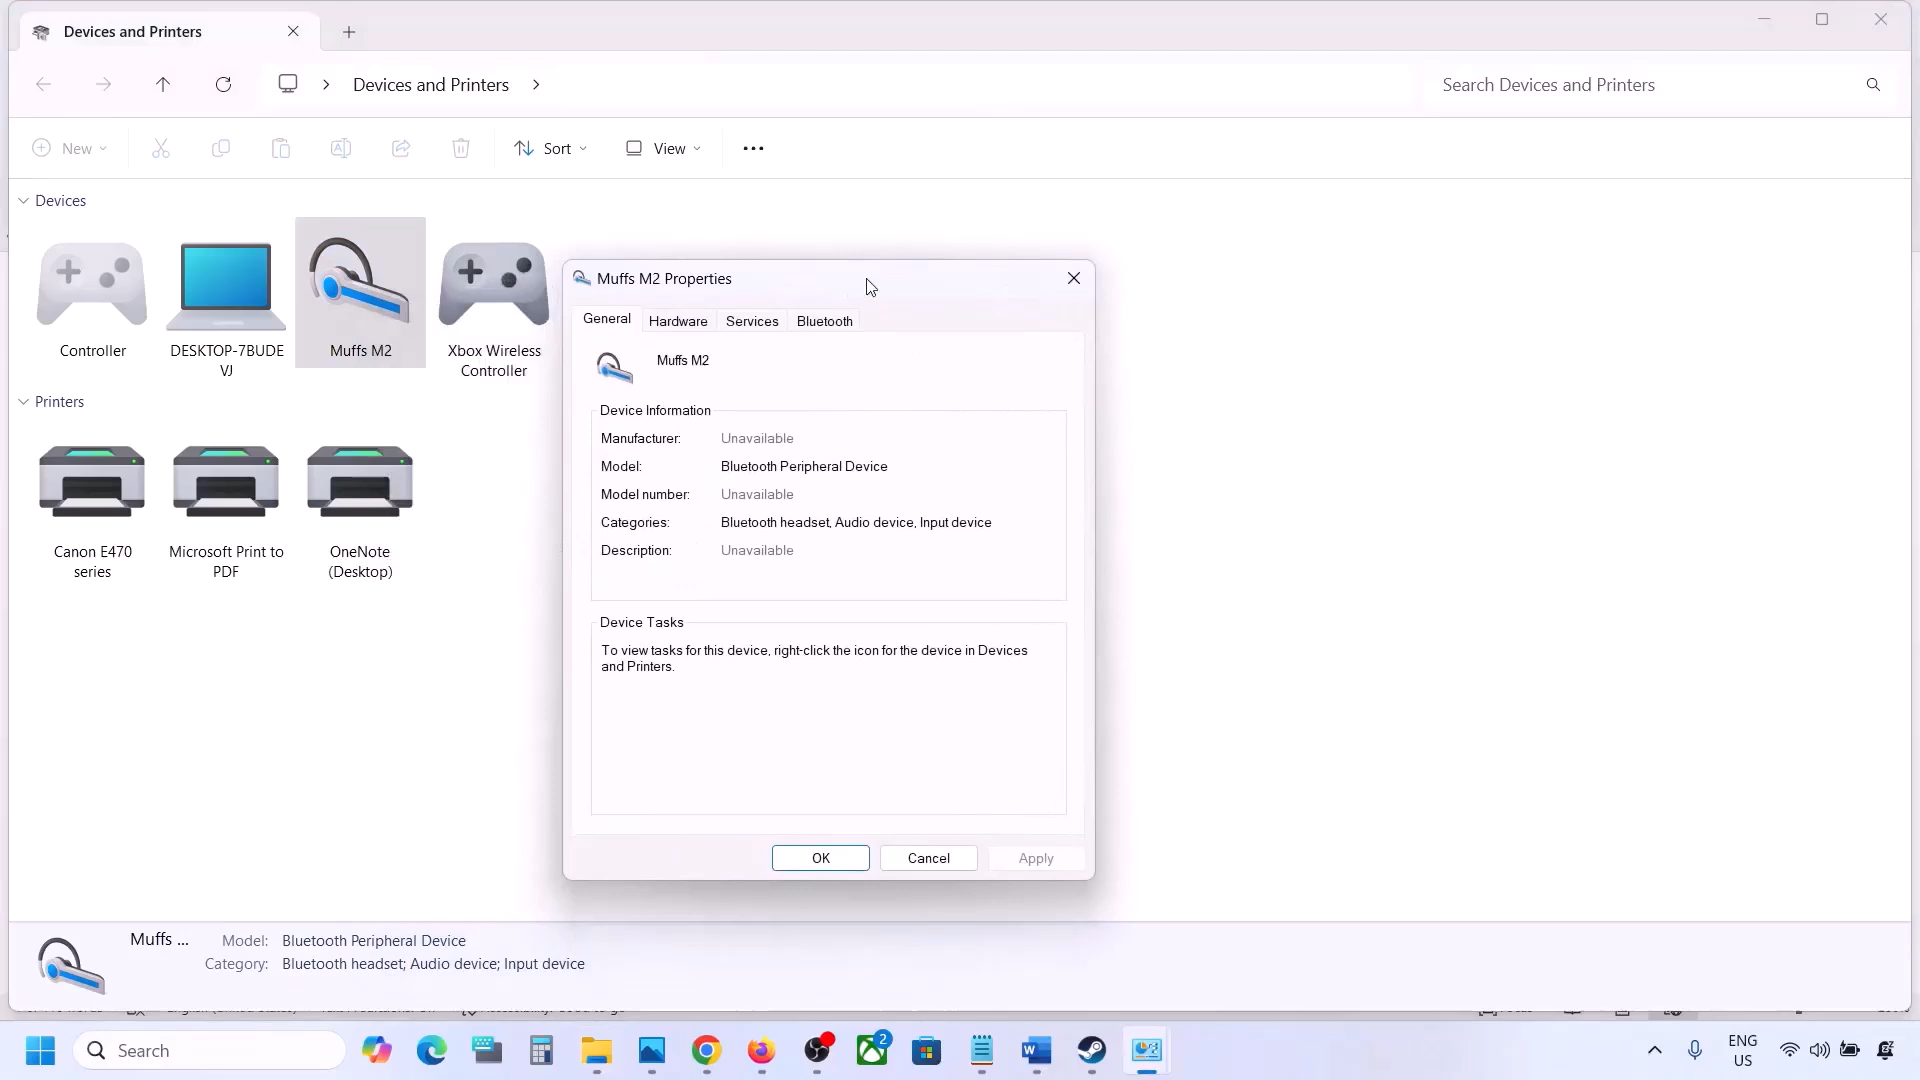 Devices and Printers
Devices and Printers
Search Devices and Printers
New
Sort
View
Devices
Controller
DESKTOP-7BUDE
VJ
Muffs M2
Xbox Wireless
Controller
Printers
Canon E470
series
Microsoft Print to
PDF
OneNote
(Desktop)
Muffs M2 Properties
General
Hardware
Services
Bluetooth
Muffs M2
Device Information
Manufacturer: Unavailable
Model: Bluetooth Peripheral Device
Model number: Unavailable
Categories: Bluetooth headset, Audio device, Input device
Description: Unavailable
Device Tasks
To view tasks for this device, right-click the icon for the device in Devices
and Printers.
OK
Cancel
Apply
Muffs ...
Model: Bluetooth Peripheral Device
Category: Bluetooth headset; Audio device; Input device
Search
2
ENG
US